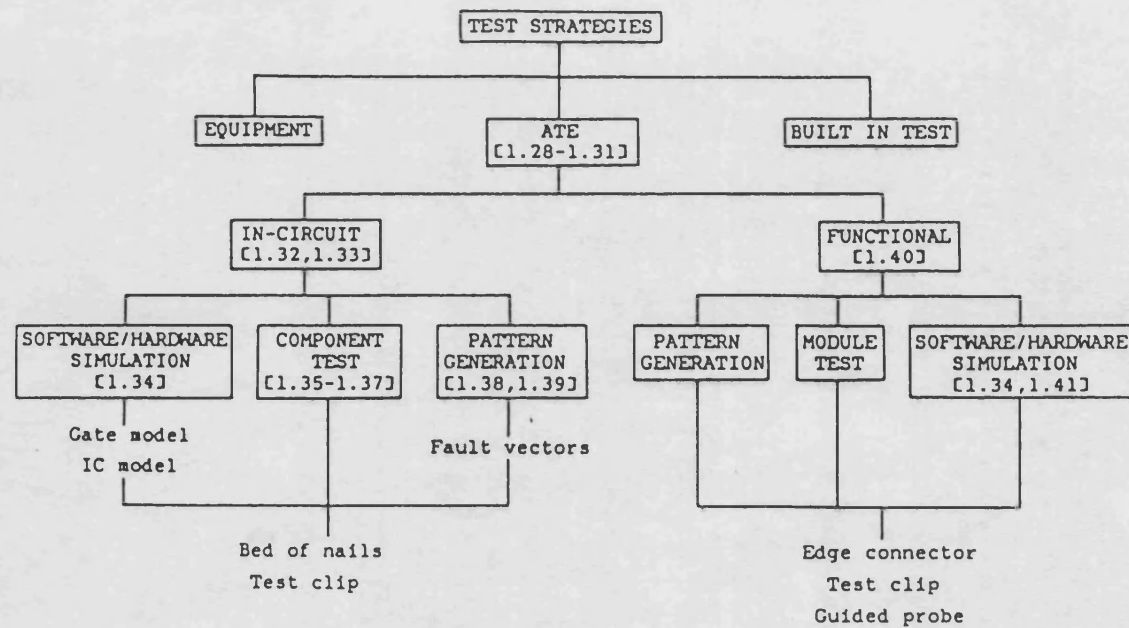 TEST STRATEGIES
EQUIPMENT
ATE
[1.28-1.31]
BUILT IN TEST
IN-CIRCUIT
[1.32,1.33]
FUNCTIONAL
[1.40]
SOFTWARE/HARDWARE
SIMULATION
[1.34]
COMPONENT
TEST
[1.35-1.37]
PATTERN
GENERATION
[1.38,1.39]
PATTERN
GENERATION
MODULE
TEST
SOFTWARE/HARDWARE
SIMULATION
[1.34,1.41]
Gate model
IC model
Fault vectors
Bed of nails
Test clip
Edge connector
Test clip
Guided probe